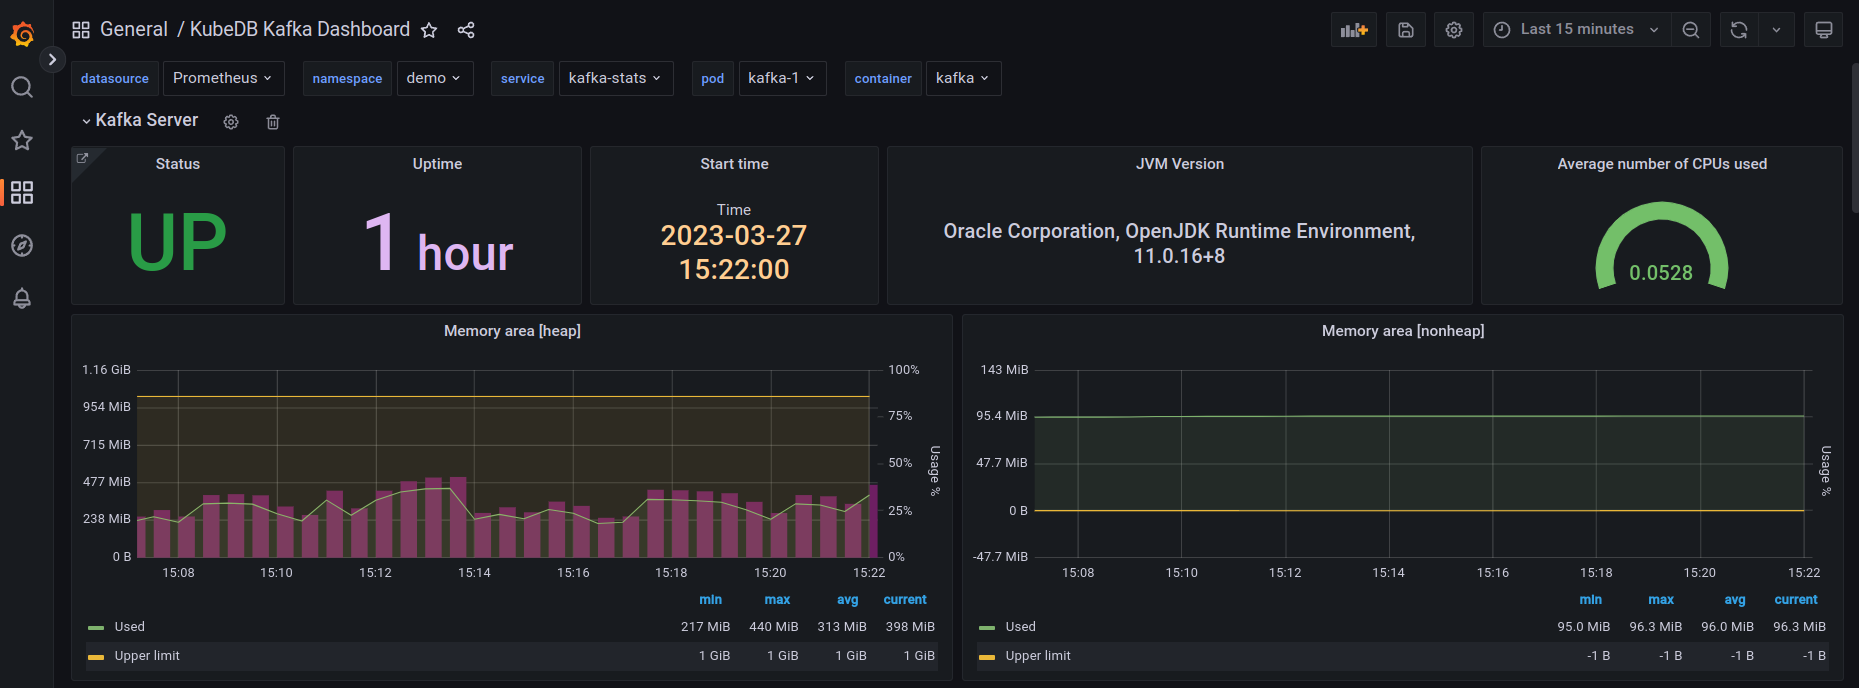 General / KubeDB Kafka Dashboard
Last 15 minutes
datasource Prometheus namespace demo service kafka-stats pod kafka-1 container kafka
Kafka Server
Status
UP
Uptime
1 hour
Start time
Time
2023-03-27
15:22:00
JVM Version
Oracle Corporation, OpenJDK Runtime Environment,
11.0.16+8
Average number of CPUs used
0.0528
Memory area [heap]
1.16 GiB
954 MiB
715 MiB
477 MiB
238 MiB
0 B
100%
75%
50%
25%
0%
Usage %
15:08 15:10 15:12 15:14 15:16 15:18 15:20 15:22
min max avg current
Used 217 MiB 440 MiB 313 MiB 398 MiB
Upper limit 1 GiB 1 GiB 1 GiB 1 GiB
Memory area [nonheap]
143 MiB
95.4 MiB
47.7 MiB
0 B
-47.7 MiB
Usage %
15:08 15:10 15:12 15:14 15:16 15:18 15:20 15:22
min max avg current
Used 95.0 MiB 96.3 MiB 96.0 MiB 96.3 MiB
Upper limit -1 B -1 B -1 B -1 B